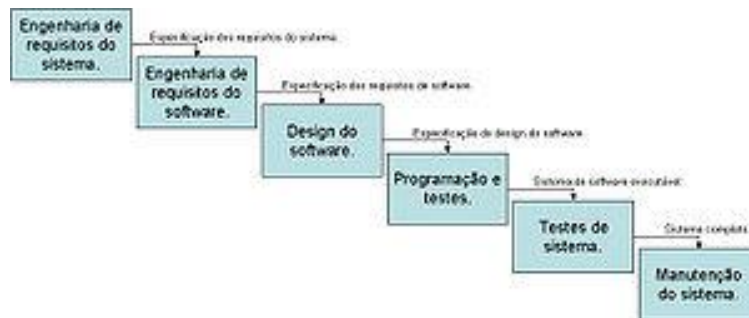 Engenharia de
requisitos do
sistema.
Especificação dos requisitos do sistema.
Engenharia de
requisitos do
software.
Especificação dos requisitos de software.
Design do
software.
Especificação do design do software.
Programação e
testes.
Sistema de software executável
Testes de
sistema.
Sistema completo
Manutenção
do sistema.